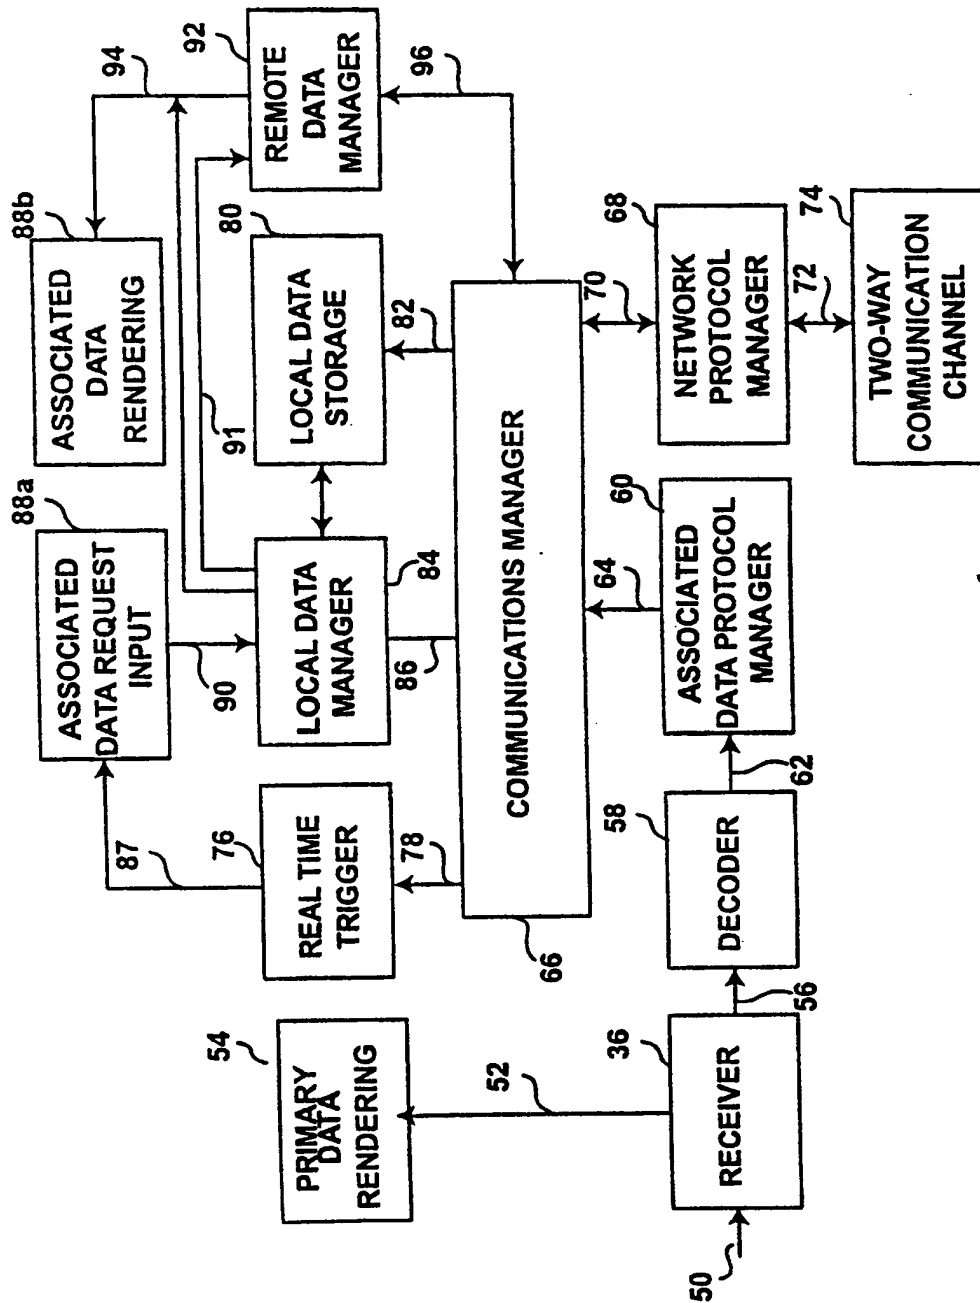 88a
ASSOCIATED
DATA REQUEST
INPUT
88b
ASSOCIATED
DATA
RENDERING
94
92
REMOTE
DATA
MANAGER
87
90
91
54
PRIMARY
DATA
RENDERING
76
REAL TIME
TRIGGER
LOCAL DATA
MANAGER
84
80
LOCAL DATA
STORAGE
96
78
86
82
66
COMMUNICATIONS MANAGER
52
64
70
36
RECEIVER
58
DECODER
60
ASSOCIATED
DATA PROTOCOL
MANAGER
68
NETWORK
PROTOCOL
MANAGER
50
56
62
72
74
TWO-WAY
COMMUNICATION
CHANNEL